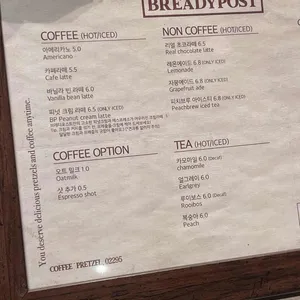 BREADYPOST
COFFEE (HOT/ICED)
아메리카노 5.0
Americano
카페라떼 5.5
Cafe latte
바닐라 빈 라떼 6.0
Vanilla bean latte
피넛 크림 라떼 6.5 (ONLY ICED)
BP Peanut cream latte
COFFEE OPTION
오트 밀크 1.0
Oatmilk
샷 추가 0.5
Espresso shot
NON COFFEE (HOT/ICED)
리얼 초코라떼 6.5
Real chocolate latte
레몬에이드 6.8 (ONLY ICED)
Lemonade
자몽에이드 6.8 (ONLY ICED)
Grapefruit ade
피치브루 아이스티 6.8 (ONLY ICED)
Peachbrew iced tea
TEA (HOT/ICED)
카모마일 6.0 (Decaf)
chamomile
얼그레이 6.0
Earlgrey
루이보스 6.0 (Decaf)
Rooibos
복숭아 6.0
Peach
You deserve delicious pretzels and coffee anytime.
COFFEE PRETZEL 02295